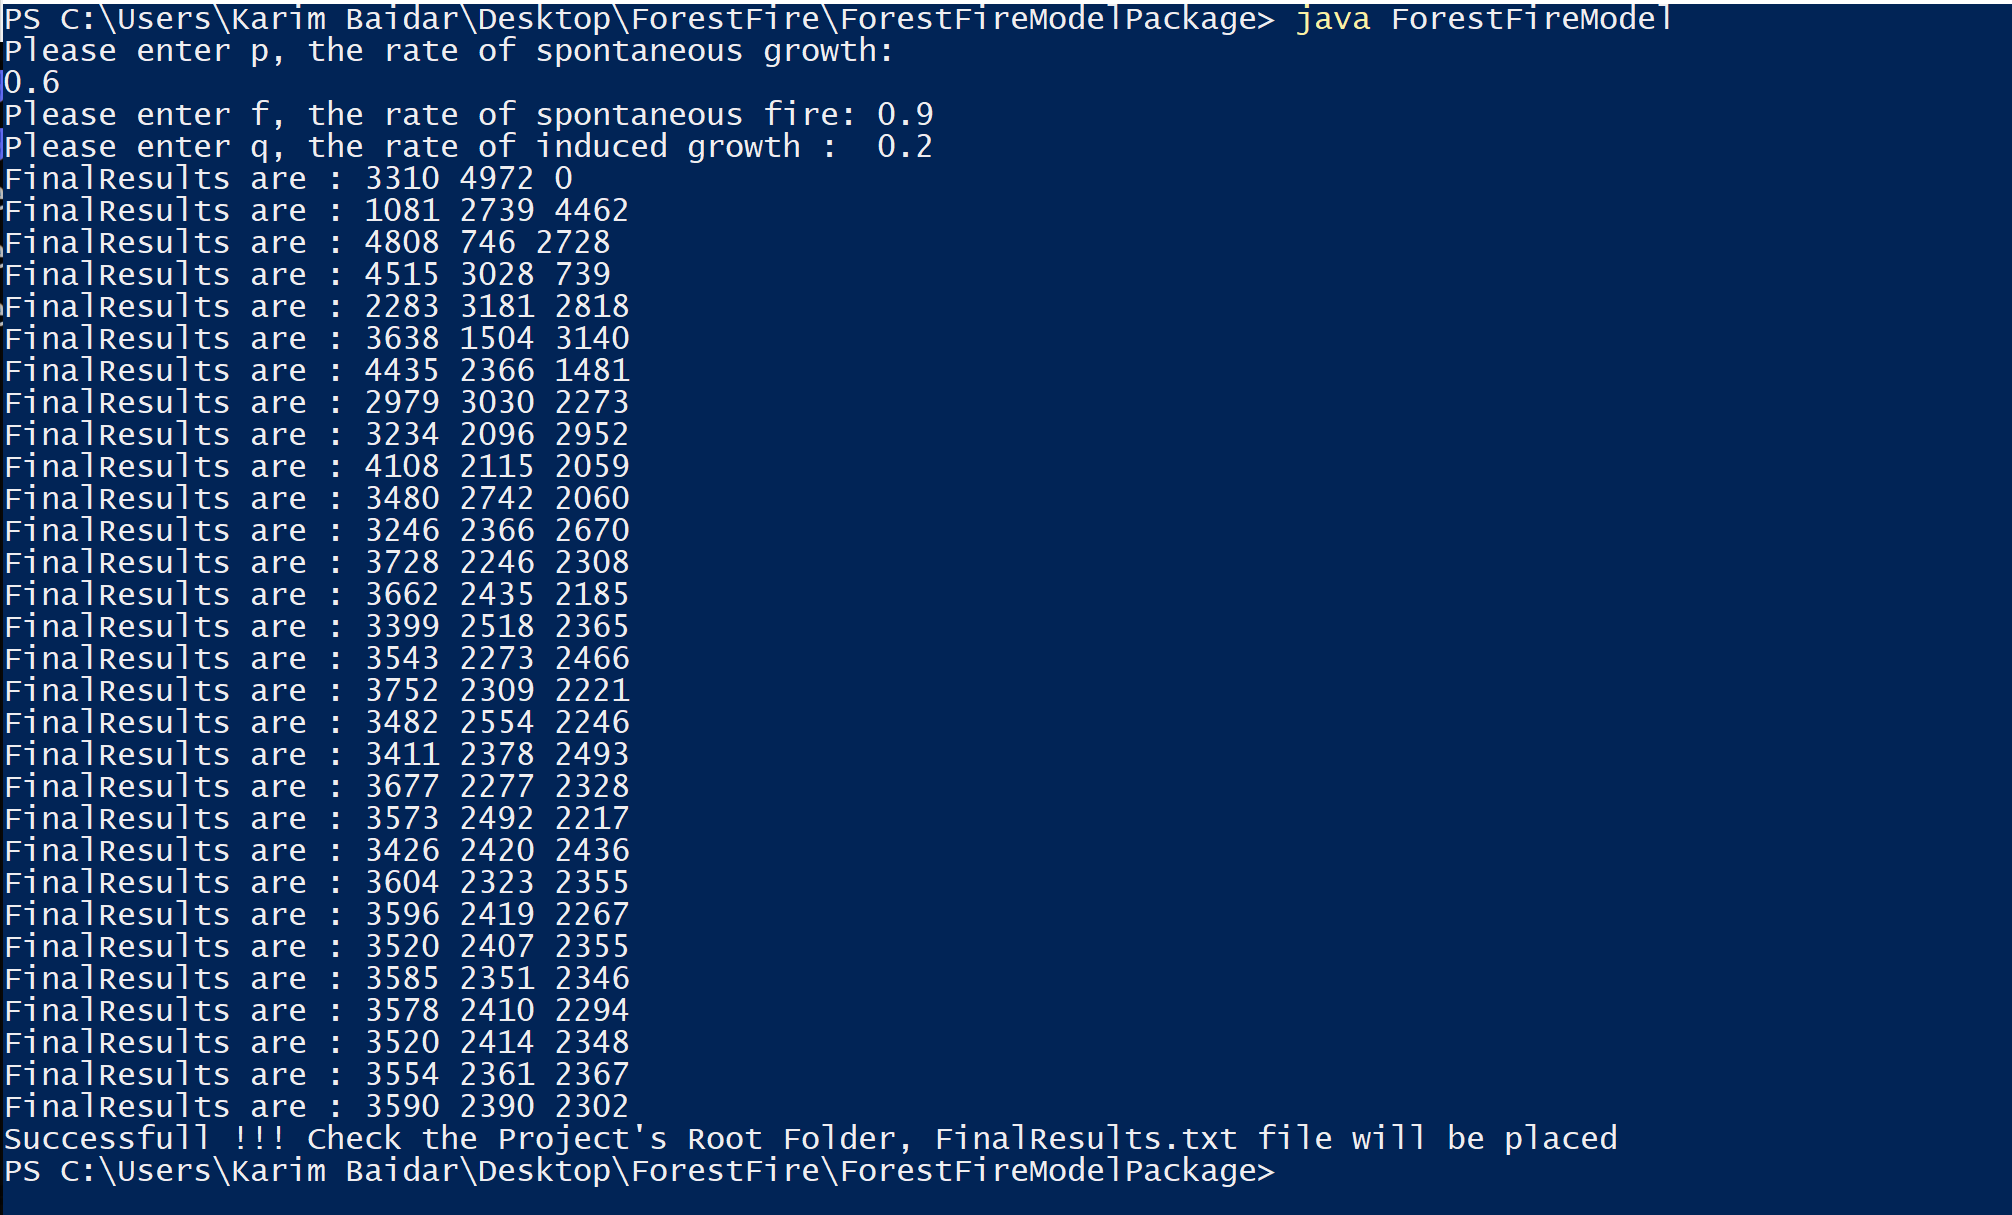 PS C:\Users\Karim Baidar\Desktop\ForestFire\ForestFireModelPackage> java ForestFireModel
Please enter p, the rate of spontaneous growth:
0.6
Please enter f, the rate of spontaneous fire: 0.9
Please enter q, the rate of induced growth :  0.2
FinalResults are : 3310 4972 0
FinalResults are : 1081 2739 4462
FinalResults are : 4808 746 2728
FinalResults are : 4515 3028 739
FinalResults are : 2283 3181 2818
FinalResults are : 3638 1504 3140
FinalResults are : 4435 2366 1481
FinalResults are : 2979 3030 2273
FinalResults are : 3234 2096 2952
FinalResults are : 4108 2115 2059
FinalResults are : 3480 2742 2060
FinalResults are : 3246 2366 2670
FinalResults are : 3728 2246 2308
FinalResults are : 3662 2435 2185
FinalResults are : 3399 2518 2365
FinalResults are : 3543 2273 2466
FinalResults are : 3752 2309 2221
FinalResults are : 3482 2554 2246
FinalResults are : 3411 2378 2493
FinalResults are : 3677 2277 2328
FinalResults are : 3573 2492 2217
FinalResults are : 3426 2420 2436
FinalResults are : 3604 2323 2355
FinalResults are : 3596 2419 2267
FinalResults are : 3520 2407 2355
FinalResults are : 3585 2351 2346
FinalResults are : 3578 2410 2294
FinalResults are : 3520 2414 2348
FinalResults are : 3554 2361 2367
FinalResults are : 3590 2390 2302
Successfull !!! Check the Project's Root Folder, FinalResults.txt file will be placed
PS C:\Users\Karim Baidar\Desktop\ForestFire\ForestFireModelPackage>